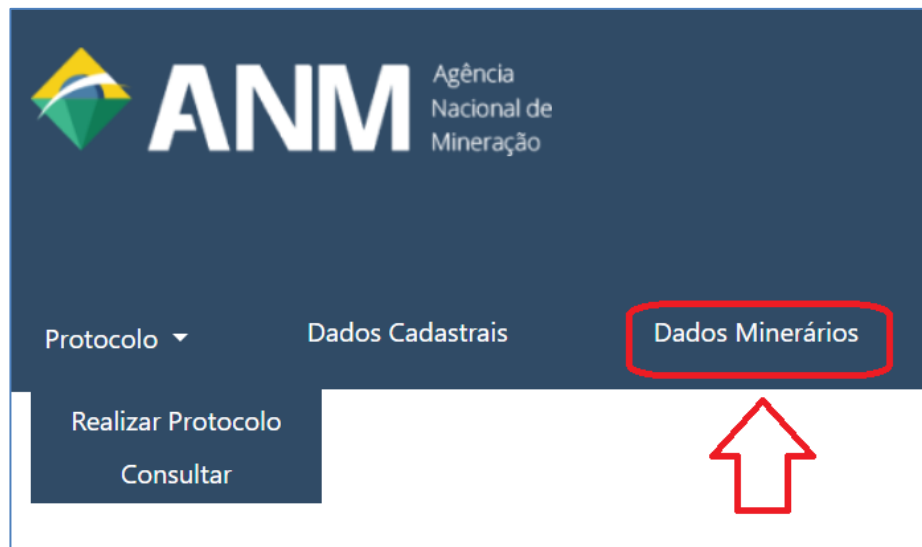 ANM
Agência
Nacional de
Mineração
Protocolo
Dados Cadastrais
Dados Minerários
Realizar Protocolo
Consultar